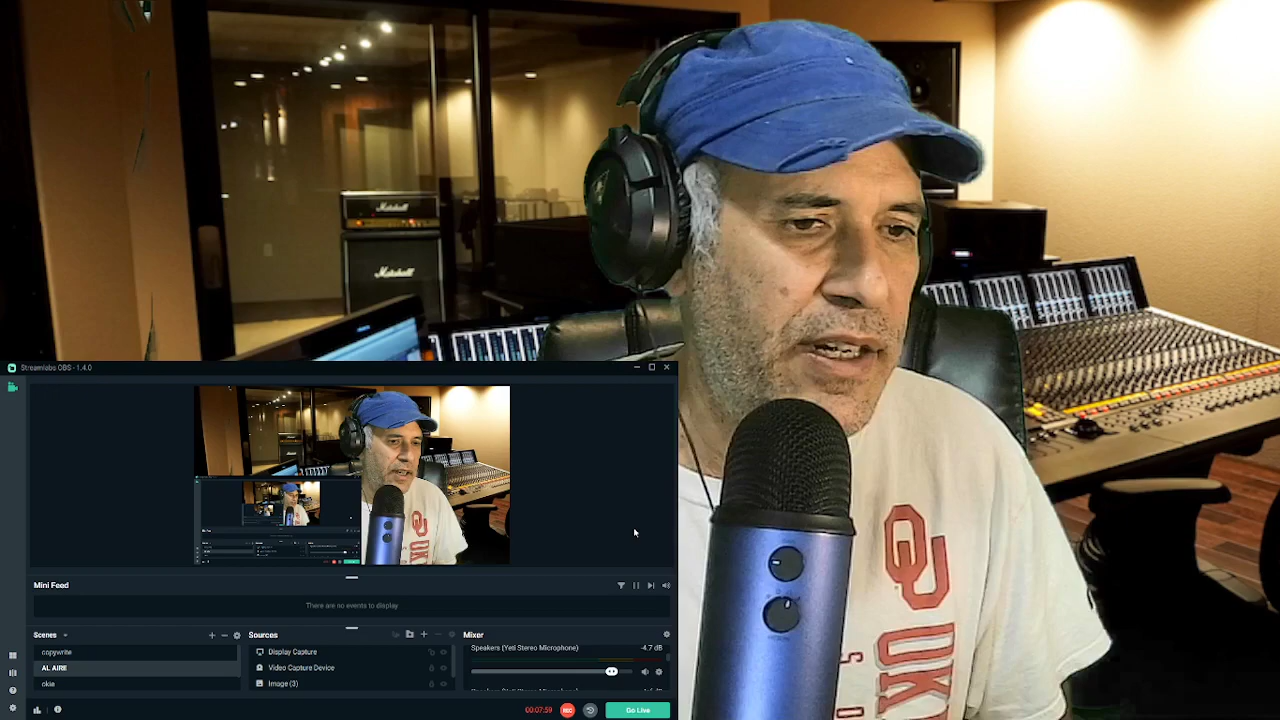 Marshall
Marshall
Streamlabs OBS - 1.4.0
Mini Feed
There are no events to display
Scenes
copywrite
AL AIRE
okie
Sources
Display Capture
Video Capture Device
Image (3)
Mixer
Speakers (Yeti Stereo Microphone)
-4.7 dB
00:07:59
REC
Go Live
OU